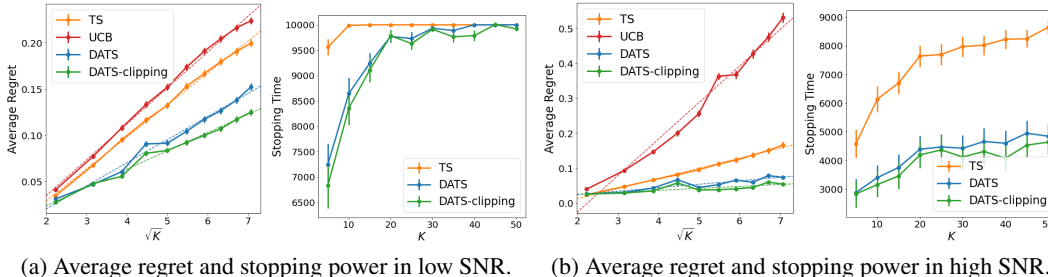 TS
UCB
DATS
DATS-clipping
Average Regret
0.20
0.15
0.10
0.05
2 3 4 5 6 7
√K
Stopping Time
10000
9500
9000
8500
8000
7500
7000
6500
TS
DATS
DATS-clipping
10 20 30 40 50
K
(a) Average regret and stopping power in low SNR.
TS
UCB
DATS
DATS-clipping
Average Regret
0.5
0.4
0.3
0.2
0.1
0.0
2 3 4 5 6 7
√K
Stopping Time
9000
8000
7000
6000
5000
4000
3000
TS
DATS
DATS-clipping
10 20 30 40
K
(b) Average regret and stopping power in high SNR.